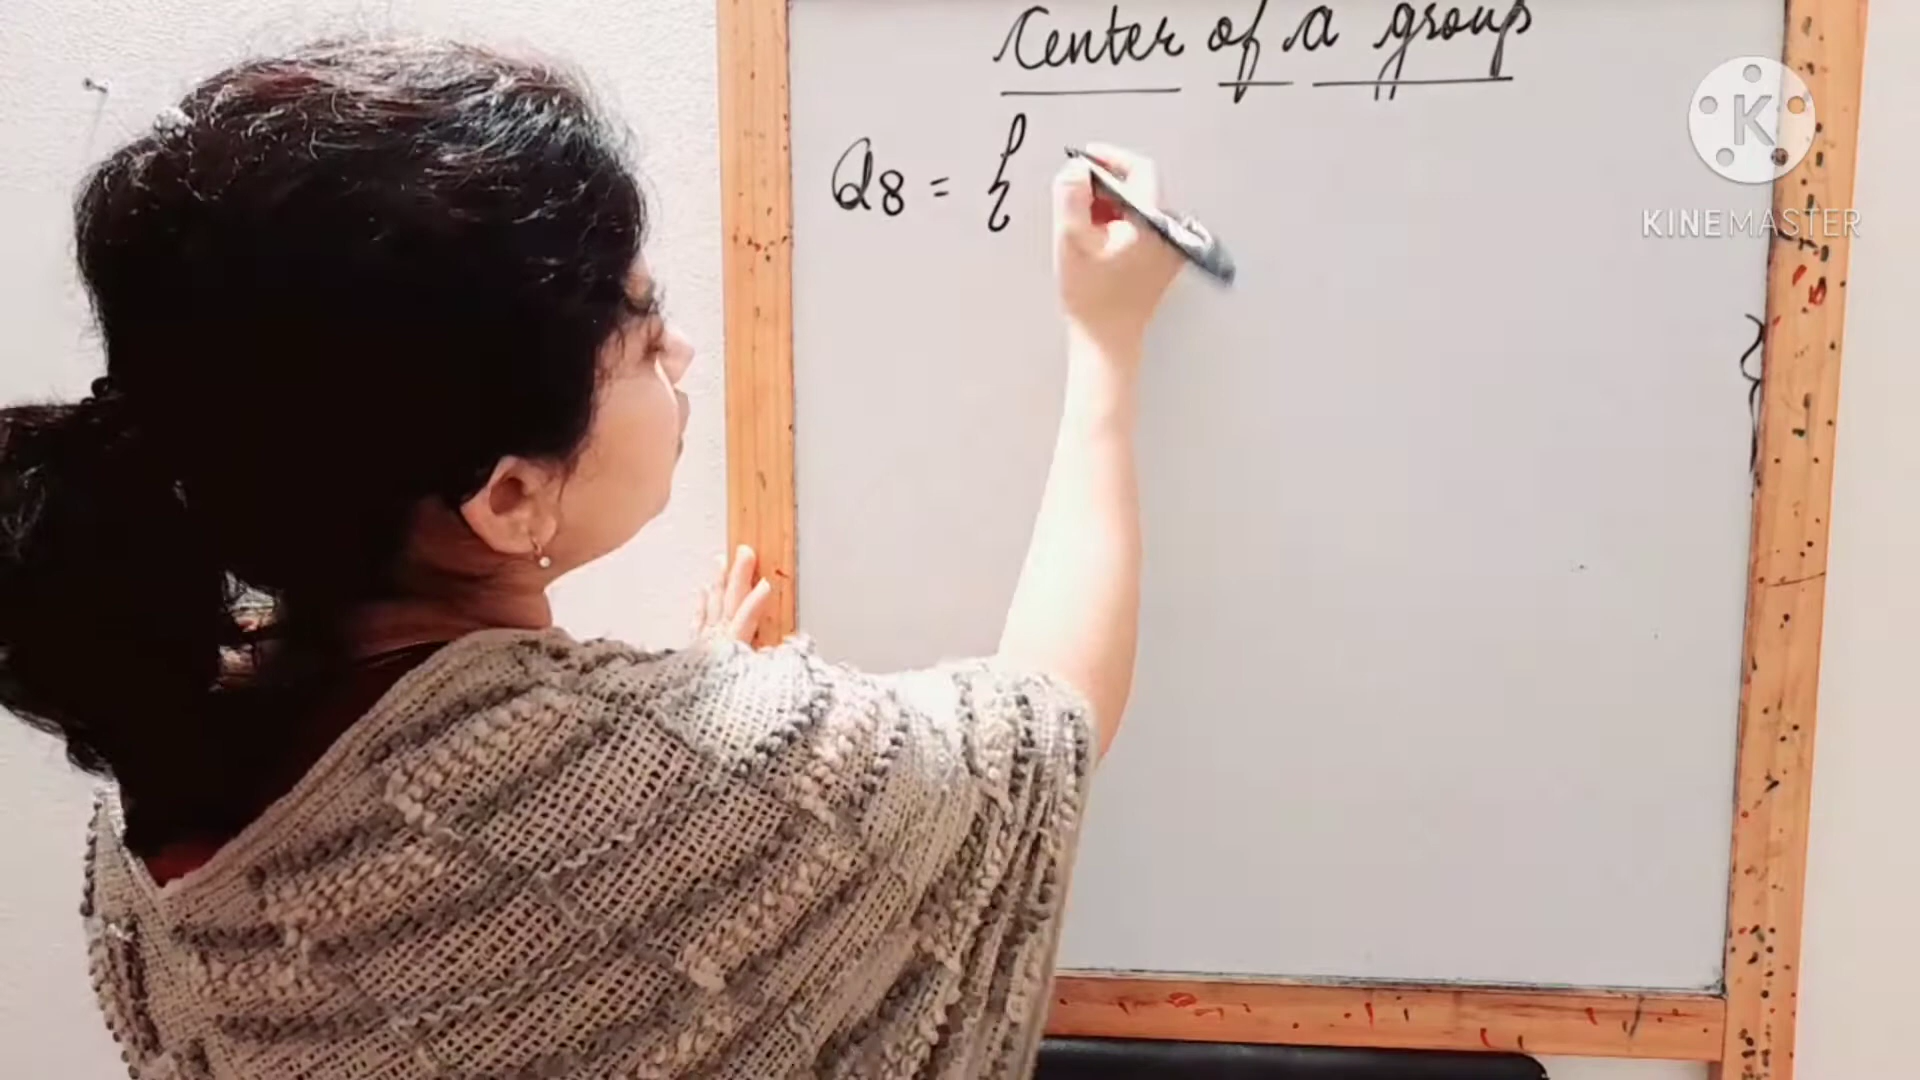 Center of a group
Q8 = {
K
KINEMASTER